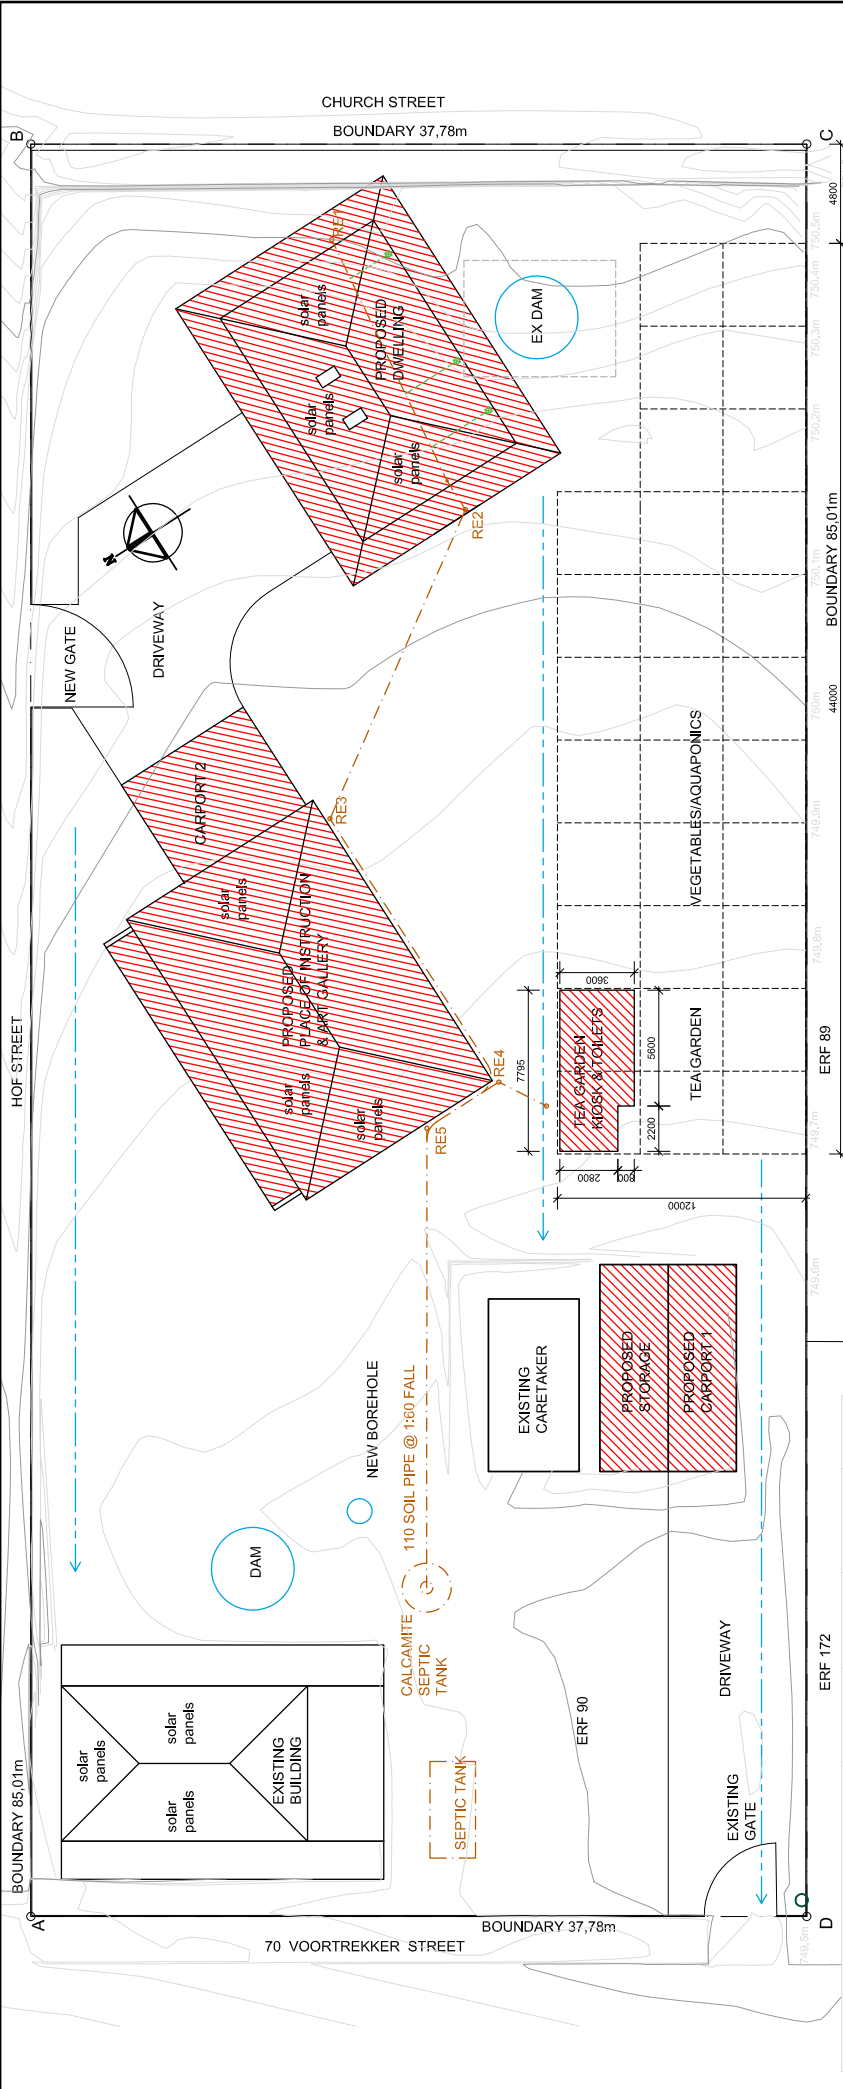 CHURCH STREET
BOUNDARY 37,78m
B
C
4800
750,5m
750,4m
750,3m
750,2m
750,1m
750m
749,9m
749,8m
749,7m
749,6m
749,5m
RE1
solar
panels
PROPOSED
DWELLING
solar
panels
solar
panels
EX DAM
RE2
N
NEW GATE
DRIVEWAY
BOUNDARY 85,01m
44000
CARPORT 2
RE3
VEGETABLES/AQUAPONICS
solar
panels
PROPOSED
PLACE OF INSTRUCTION
& ART GALLERY
solar
panels
solar
panels
HOF STREET
RE4
RE5
7795
3600
TEA GARDEN
KIOSK & TOILETS
5600
2200
2800
800
12000
TEA GARDEN
ERF 89
EXISTING
CARETAKER
PROPOSED
STORAGE
PROPOSED
CARPORT 1
NEW BOREHOLE
110 SOIL PIPE @ 1:60 FALL
DAM
CALCAMITE
SEPTIC
TANK
solar
panels
solar
panels
solar
panels
EXISTING
BUILDING
SEPTIC TANK
ERF 90
DRIVEWAY
ERF 172
EXISTING
GATE
BOUNDARY 85,01m
A
BOUNDARY 37,78m
D
70 VOORTREKKER STREET